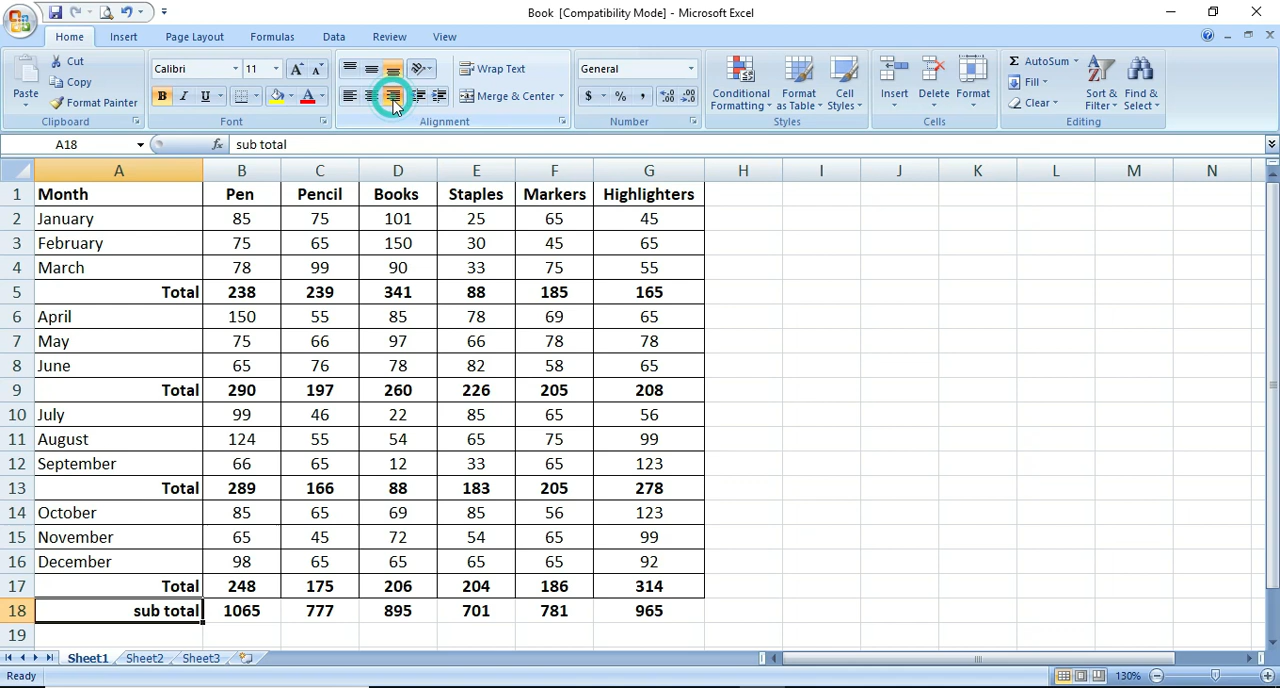 Book [Compatibility Mode] - Microsoft Excel
Home Insert Page Layout Formulas Data Review View
Paste Cut Calibri 11 Wrap Text General Conditional Formatting Format as Table Cell Styles Insert Delete Format AutoSum Sort & Filter Find & Select
Copy Fill
Format Painter B I U A Merge & Center $ % , Clear
Clipboard Font Alignment Number Styles Cells Editing
A18 fx sub total
A B C D E F G H I J K L M N
1 Month Pen Pencil Books Staples Markers Highlighters
2 January 85 75 101 25 65 45
3 February 75 65 150 30 45 65
4 March 78 99 90 33 75 55
5 Total 238 239 341 88 185 165
6 April 150 55 85 78 69 65
7 May 75 66 97 66 78 78
8 June 65 76 78 82 58 65
9 Total 290 197 260 226 205 208
10 July 99 46 22 85 65 56
11 August 124 55 54 65 75 99
12 September 66 65 12 33 65 123
13 Total 289 166 88 183 205 278
14 October 85 65 69 85 56 123
15 November 65 45 72 54 65 99
16 December 98 65 65 65 65 92
17 Total 248 175 206 204 186 314
18 sub total 1065 777 895 701 781 965
19
Sheet1 Sheet2 Sheet3
Ready 130%